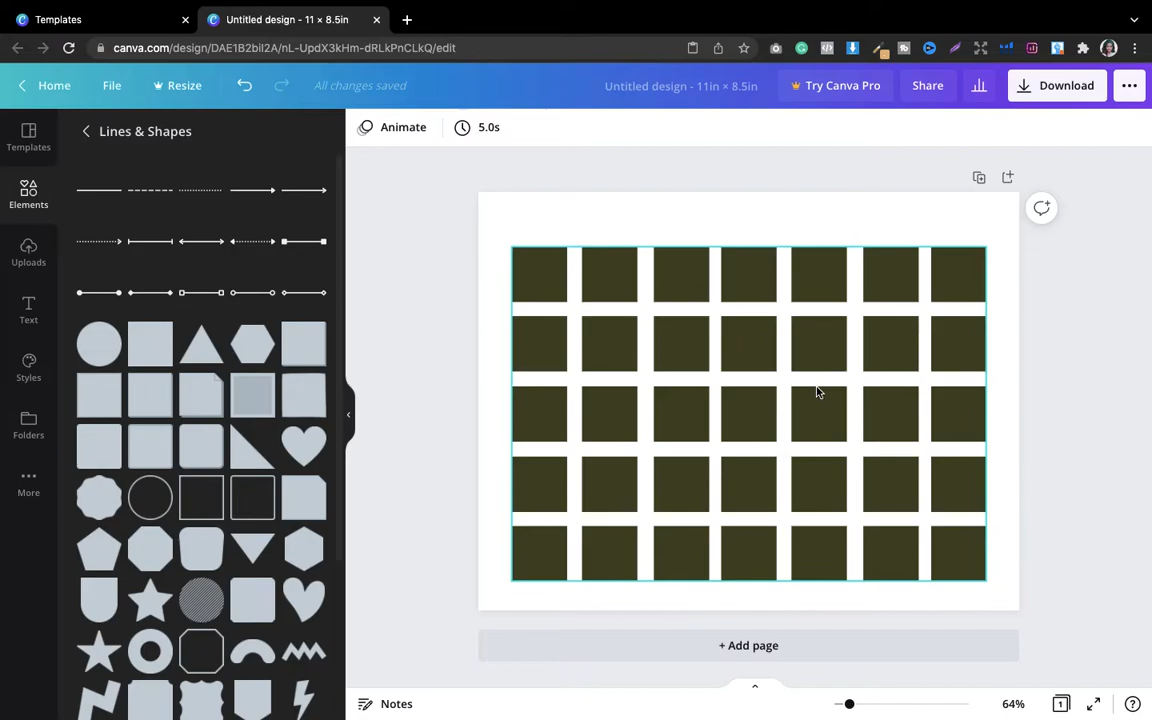 Templates
Untitled design - 11 × 8.5in
canva.com/design/DAE1B2bil2A/nL-UpdX3kHm-dRLkPnCLkQ/edit
Home
File
Resize
All changes saved
Untitled design - 11in × 8.5in
Try Canva Pro
Share
Download
Templates
Elements
Uploads
Text
Styles
Folders
More
Lines & Shapes
Animate
5.0s
+ Add page
Notes
64%
1